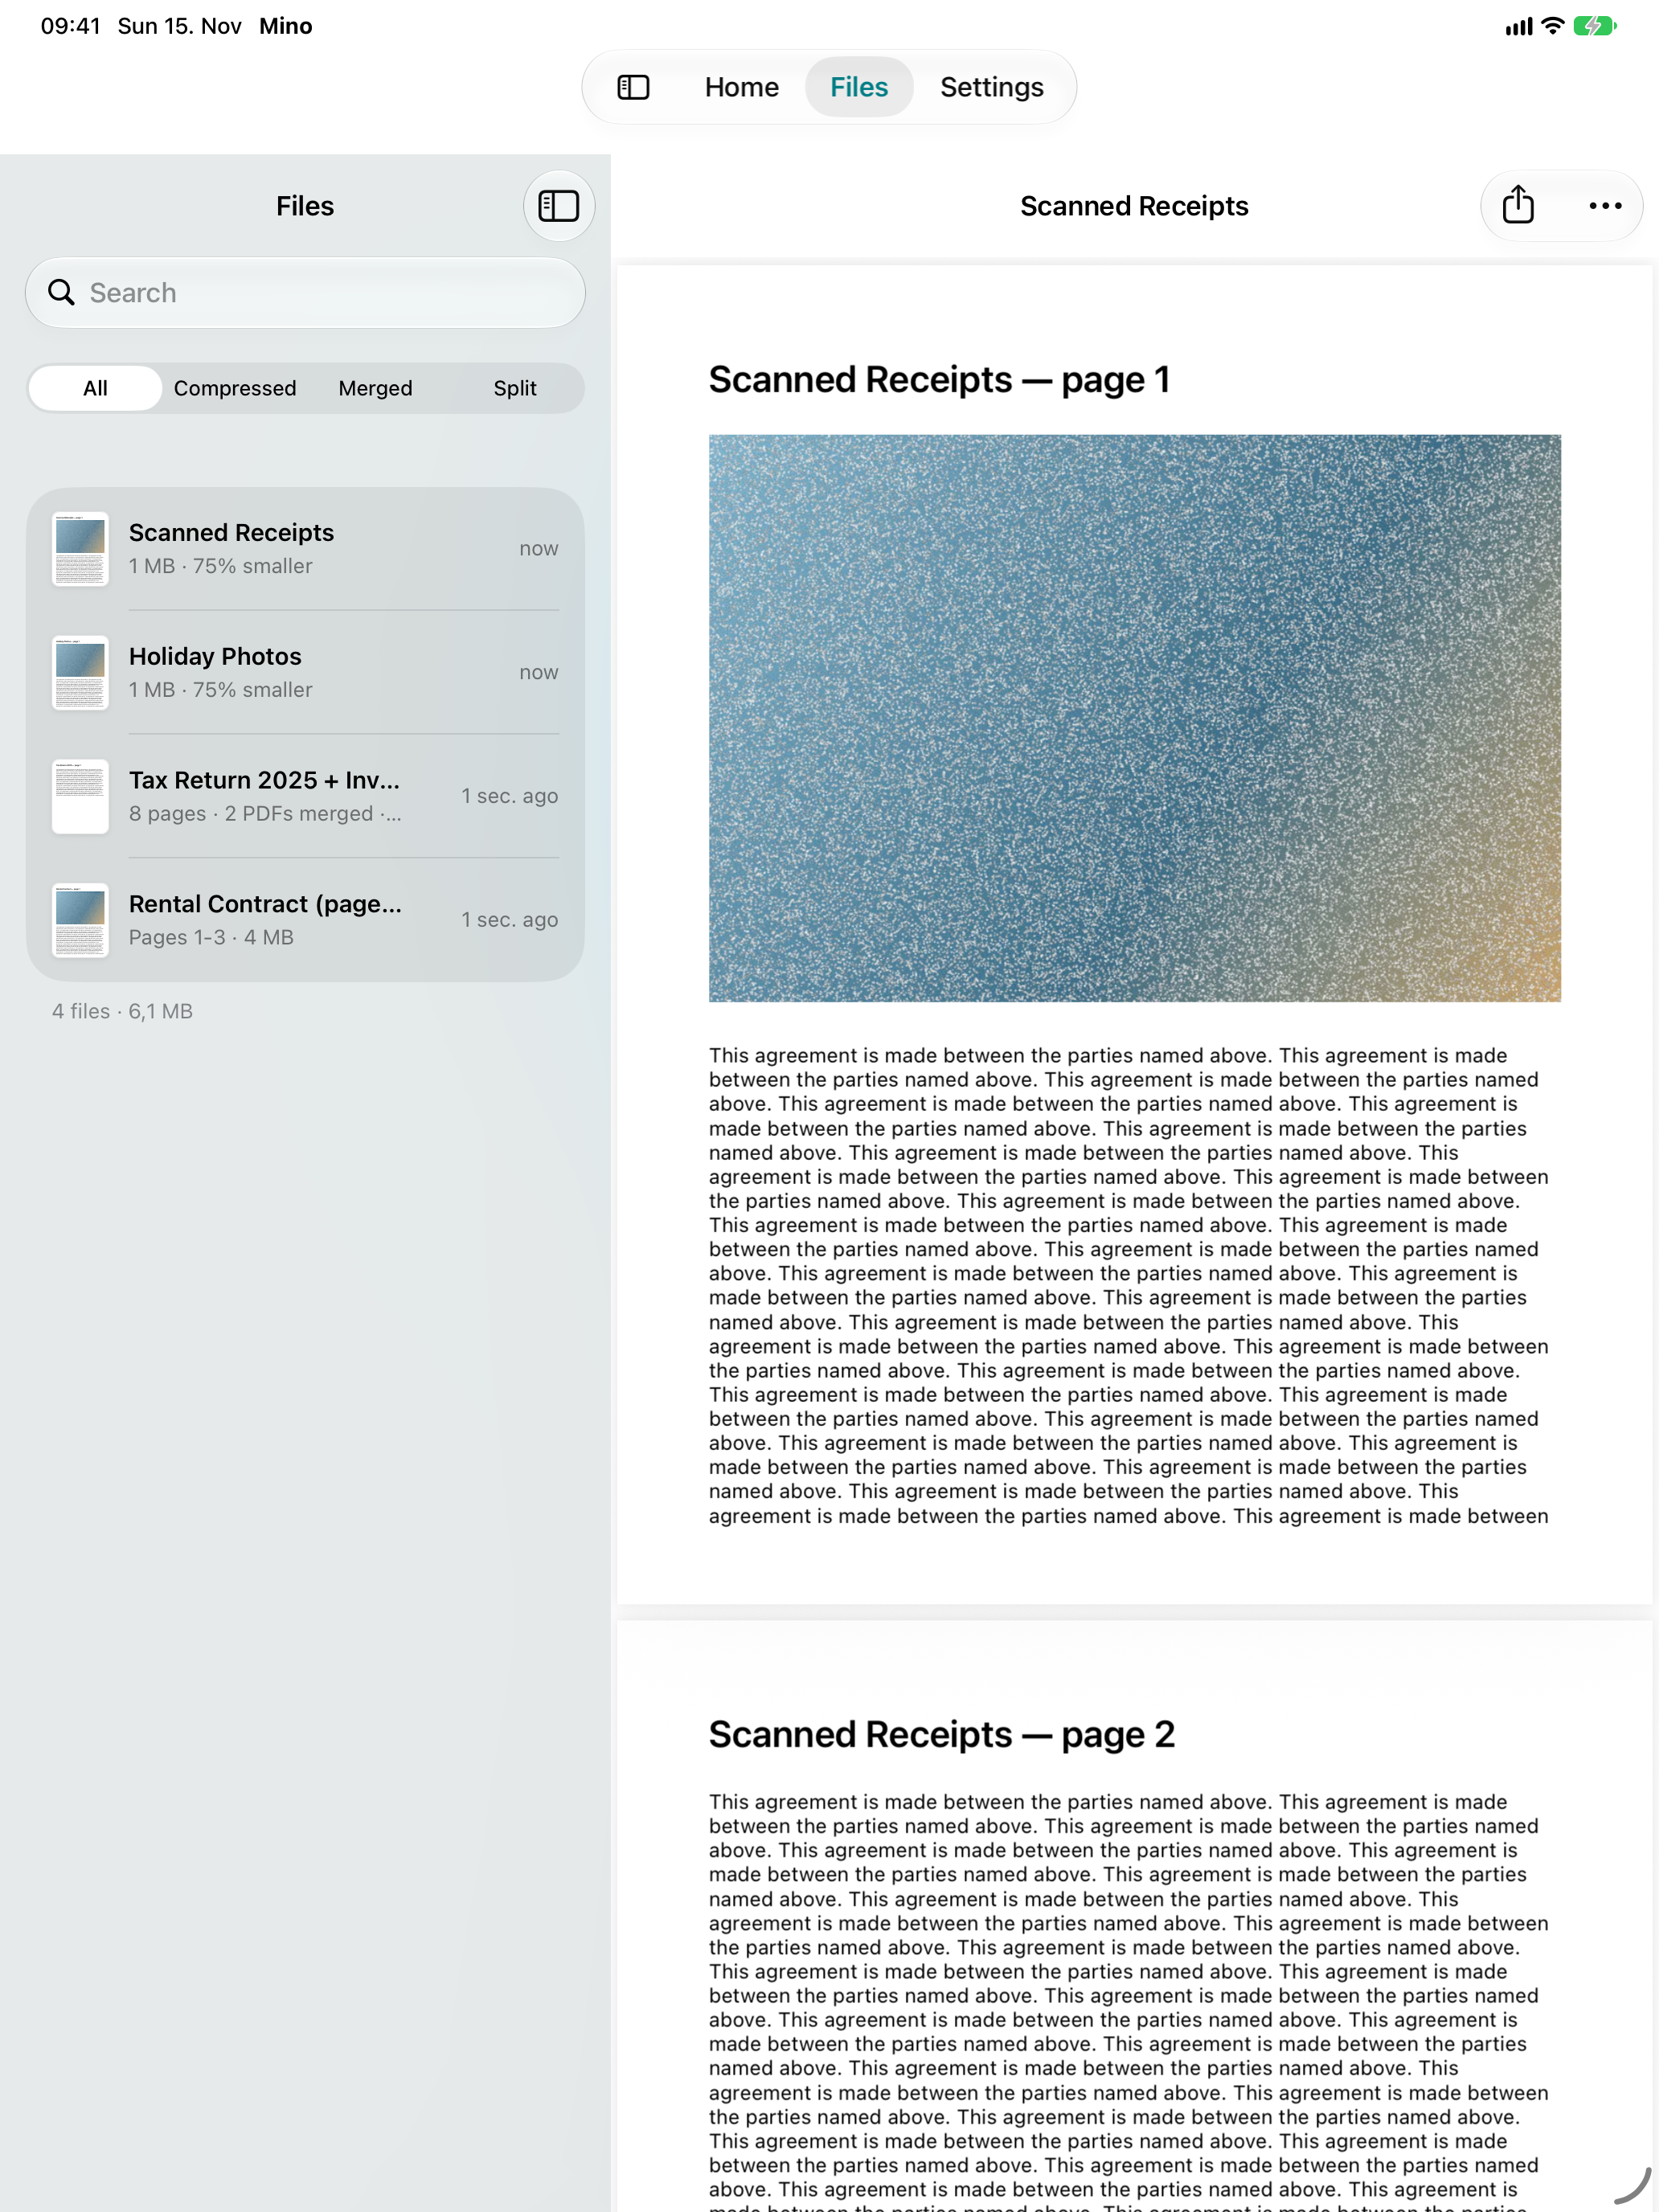 09:41 Sun 15. Nov Mino
Home Files Settings
Files
Search
All Compressed Merged Split
Scanned Receipts
1 MB · 75% smaller
now
Holiday Photos
1 MB · 75% smaller
now
Tax Return 2025 + Inv...
8 pages · 2 PDFs merged ·...
1 sec. ago
Rental Contract (page...
Pages 1-3 · 4 MB
1 sec. ago
4 files · 6,1 MB
Scanned Receipts
Scanned Receipts — page 1
This agreement is made between the parties named above. This agreement is made
between the parties named above. This agreement is made between the parties named
above. This agreement is made between the parties named above. This agreement is
made between the parties named above. This agreement is made between the parties
named above. This agreement is made between the parties named above. This
agreement is made between the parties named above. This agreement is made between
the parties named above. This agreement is made between the parties named above.
This agreement is made between the parties named above. This agreement is made
between the parties named above. This agreement is made between the parties named
above. This agreement is made between the parties named above. This agreement is
made between the parties named above. This agreement is made between the parties
named above. This agreement is made between the parties named above. This
agreement is made between the parties named above. This agreement is made between
the parties named above. This agreement is made between the parties named above.
This agreement is made between the parties named above. This agreement is made
between the parties named above. This agreement is made between the parties named
above. This agreement is made between the parties named above. This agreement is
made between the parties named above. This agreement is made between the parties
named above. This agreement is made between the parties named above. This
agreement is made between the parties named above. This agreement is made between
Scanned Receipts — page 2
This agreement is made between the parties named above. This agreement is made
between the parties named above. This agreement is made between the parties named
above. This agreement is made between the parties named above. This agreement is
made between the parties named above. This agreement is made between the parties
named above. This agreement is made between the parties named above. This
agreement is made between the parties named above. This agreement is made between
the parties named above. This agreement is made between the parties named above.
This agreement is made between the parties named above. This agreement is made
between the parties named above. This agreement is made between the parties named
above. This agreement is made between the parties named above. This agreement is
made between the parties named above. This agreement is made between the parties
named above. This agreement is made between the parties named above. This
agreement is made between the parties named above. This agreement is made between
the parties named above. This agreement is made between the parties named above.
This agreement is made between the parties named above. This agreement is made
between the parties named above. This agreement is made between the parties named
above. This agreement is made between the parties named above. This agreement is